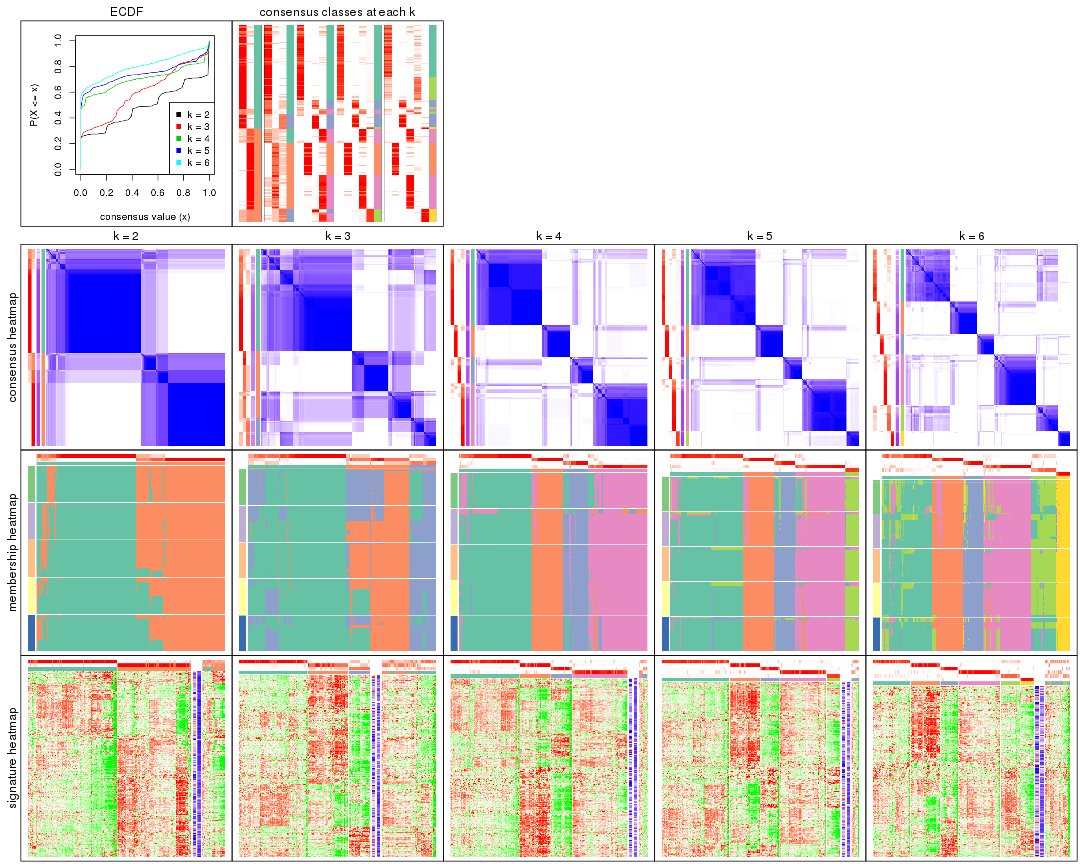 ECDF
consensus classes at each k
P(X <= x)
1.0
0.8
0.6
0.4
0.2
0.0
k = 2
k = 3
k = 4
k = 5
k = 6
0.0 0.2 0.4 0.6 0.8 1.0
consensus value (x)
k = 2
k = 3
k = 4
k = 5
k = 6
consensus heatmap
membership heatmap
signature heatmap